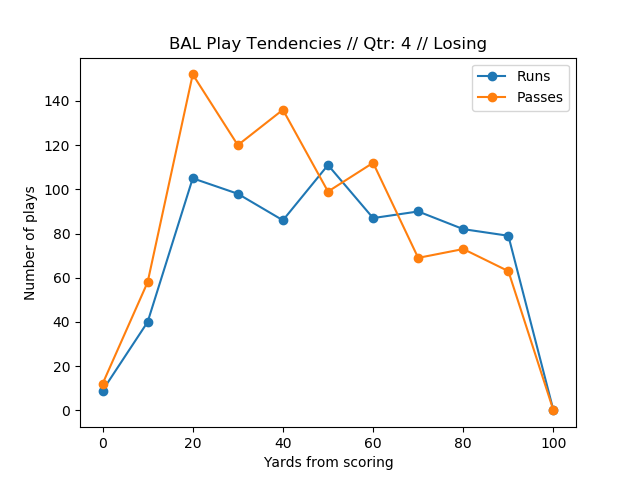 BAL Play Tendencies // Qtr: 4 // Losing
Runs
Passes
Number of plays
140
120
100
80
60
40
20
0
0 20 40 60 80 100
Yards from scoring